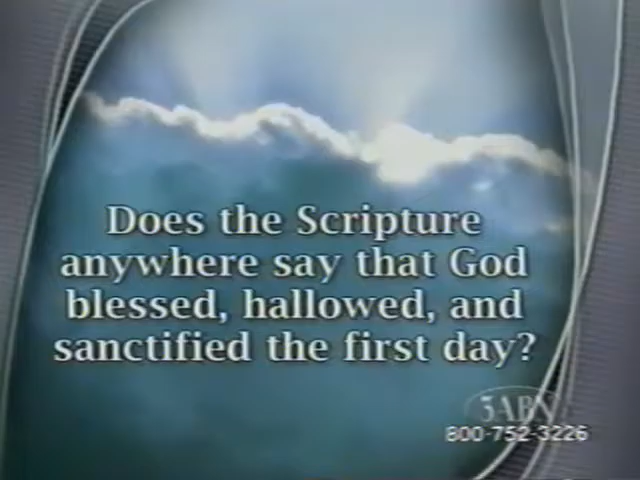 Does the Scripture
anywhere say that God
blessed, hallowed, and
sanctified the first day?
3ABN
800-752-3226